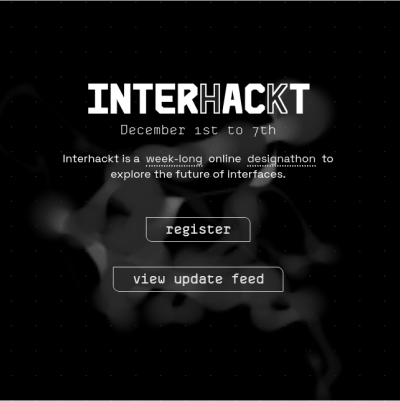 INTERHACKT
December 1st to 7th
Interhackt is a week-long online designathon to
explore the future of interfaces.
register
view update feed